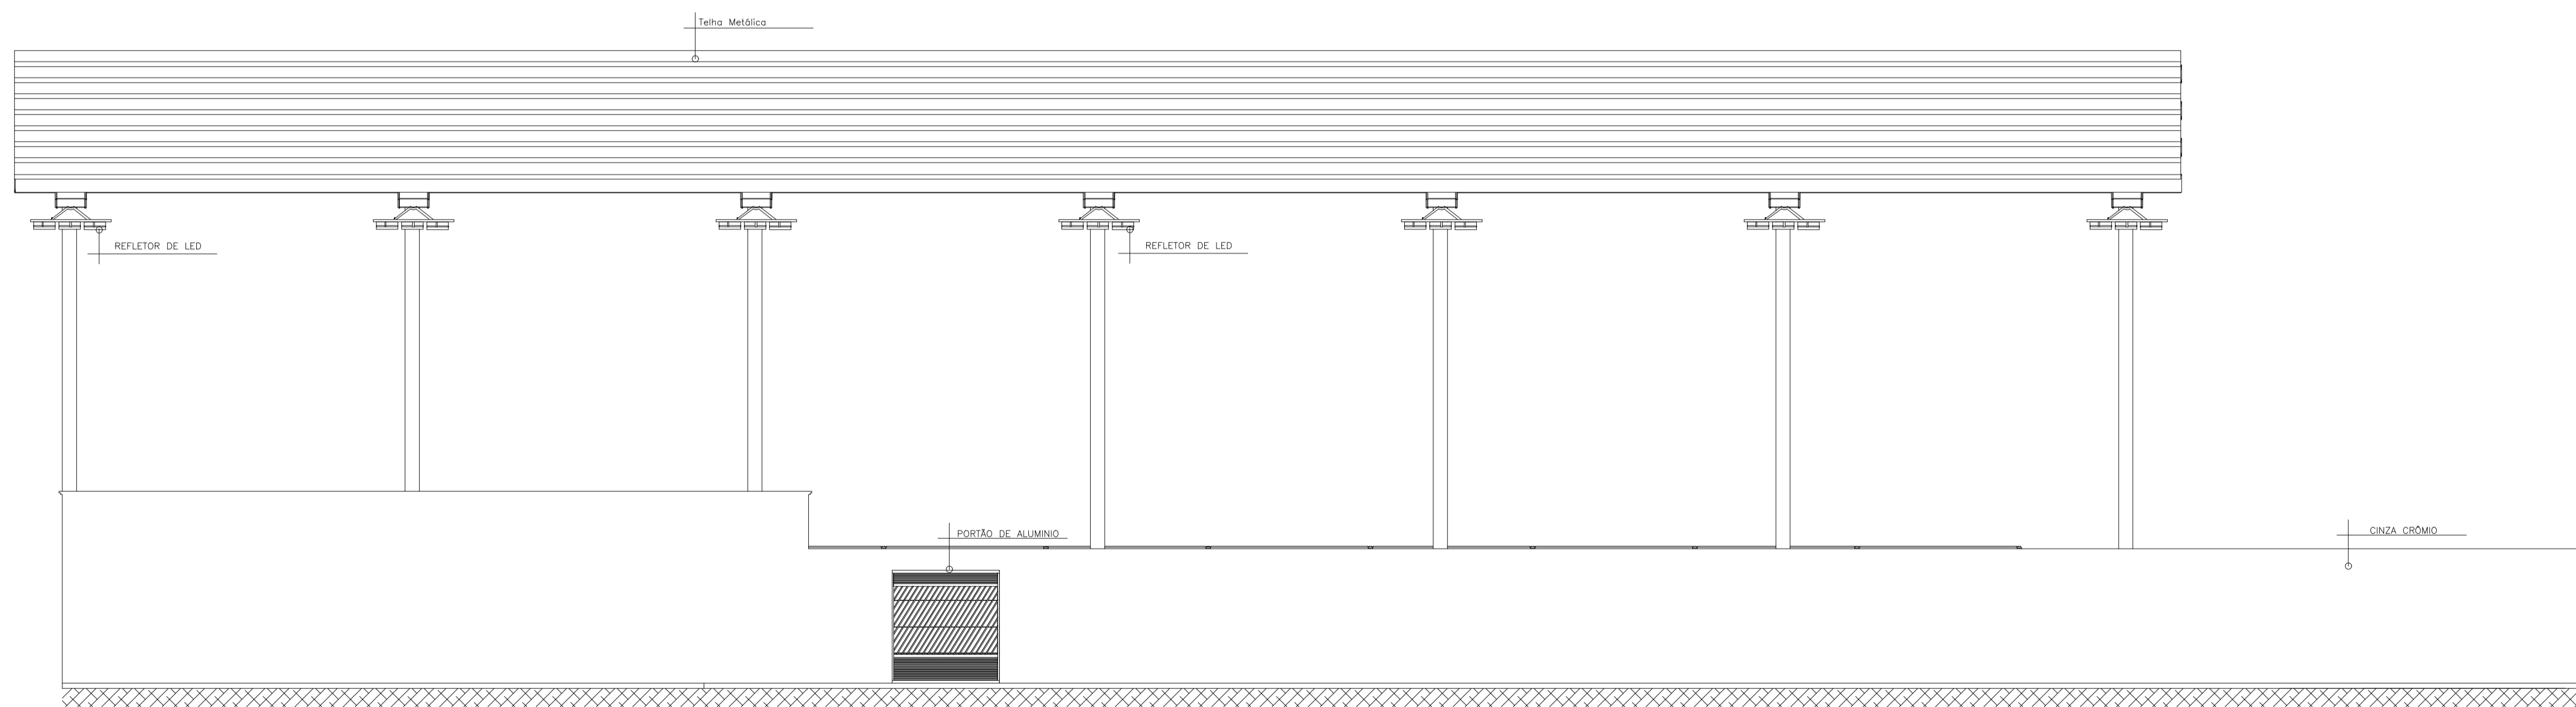 Telha Metálica
REFLETOR DE LED
REFLETOR DE LED
PORTÃO DE ALUMINIO
CINZA CRÔMIO